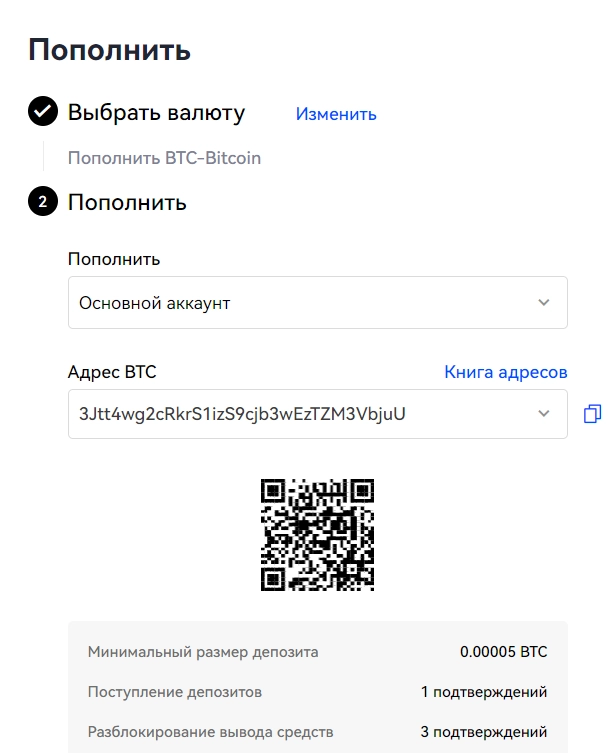 Пополнить
Выбрать валюту Изменить
Пополнить BTC-Bitcoin
2 Пополнить
Пополнить
Основной аккаунт
Адрес BTC Книга адресов
3Jtt4wg2cRkrS1izS9cjb3wEzTZM3VbjuU
Минимальный размер депозита 0.00005 BTC
Поступление депозитов 1 подтверждений
Разблокирование вывода средств 3 подтверждений